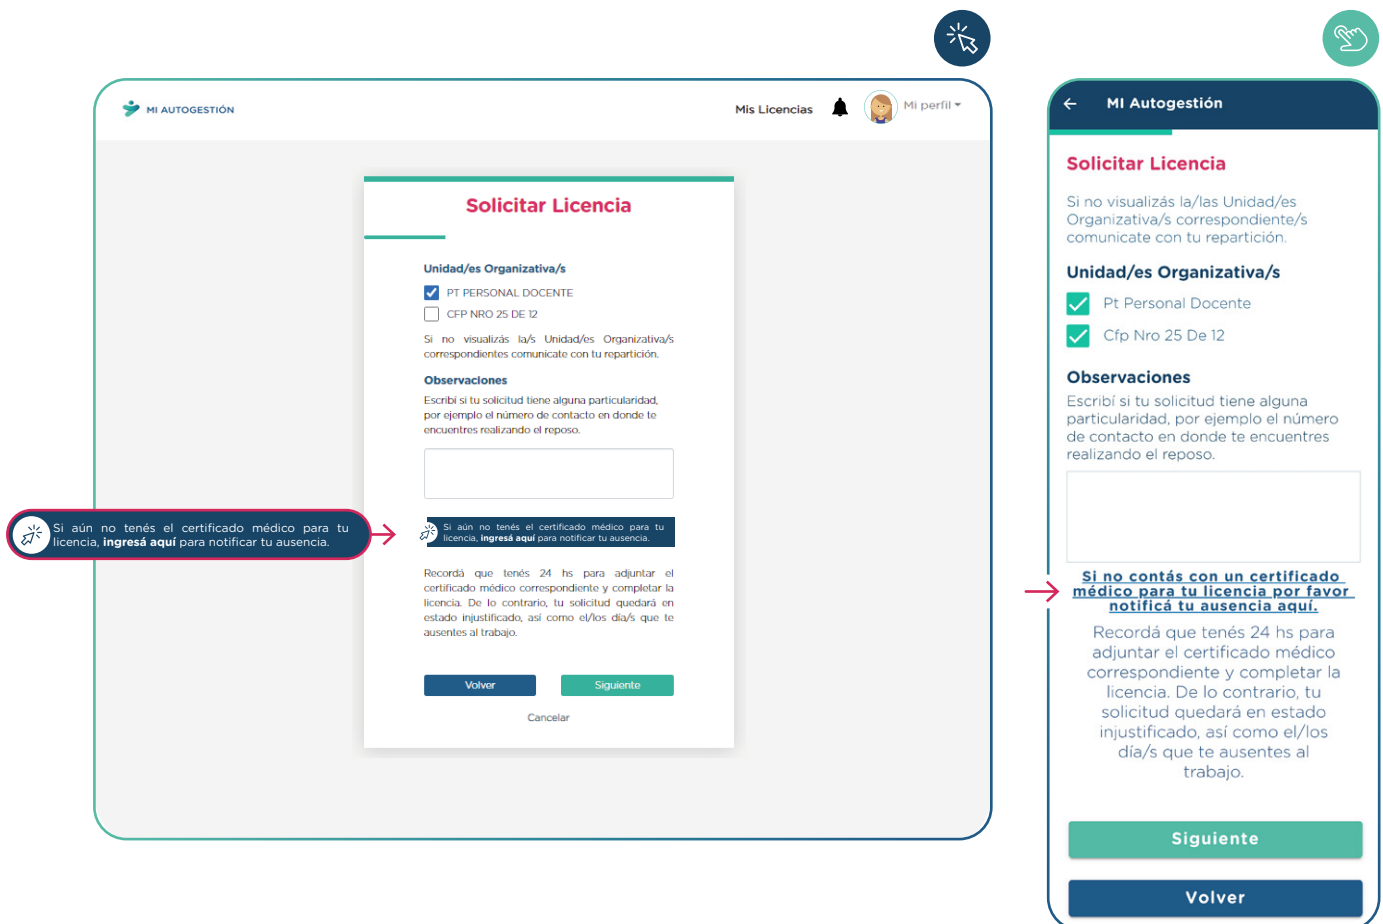 MI AUTOGESTIÓN
Mis Licencias
Mi perfil
Solicitar Licencia
Unidad/es Organizativa/s
PT PERSONAL DOCENTE
CFP NRO 25 DE 12
Si no visualizás la/s Unidad/es Organizativa/s
correspondientes comunicate con tu repartición.
Observaciones
Escribí si tu solicitud tiene alguna particularidad,
por ejemplo el número de contacto en donde te
encuentres realizando el reposo.
Si aún no tenés el certificado médico para tu
licencia, ingresá aquí para notificar tu ausencia.
Si aún no tenés el certificado médico para tu
licencia, ingresá aquí para notificar tu ausencia.
Recordá que tenés 24 hs para adjuntar el
certificado médico correspondiente y completar la
licencia. De lo contrario, tu solicitud quedará en
estado injustificado, así como el/los día/s que te
ausentes al trabajo.
Volver
Siguiente
Cancelar
MI Autogestión
Solicitar Licencia
Si no visualizás la/las Unidad/es
Organizativa/s correspondiente/s
comunicate con tu repartición.
Unidad/es Organizativa/s
Pt Personal Docente
Cfp Nro 25 De 12
Observaciones
Escribí si tu solicitud tiene alguna
particularidad, por ejemplo el número
de contacto en donde te encuentres
realizando el reposo.
Si no contás con un certificado
médico para tu licencia por favor
notificá tu ausencia aquí.
Recordá que tenés 24 hs para
adjuntar el certificado médico
correspondiente y completar la
licencia. De lo contrario, tu
solicitud quedará en estado
injustificado, así como el/los
día/s que te ausentes al
trabajo.
Siguiente
Volver